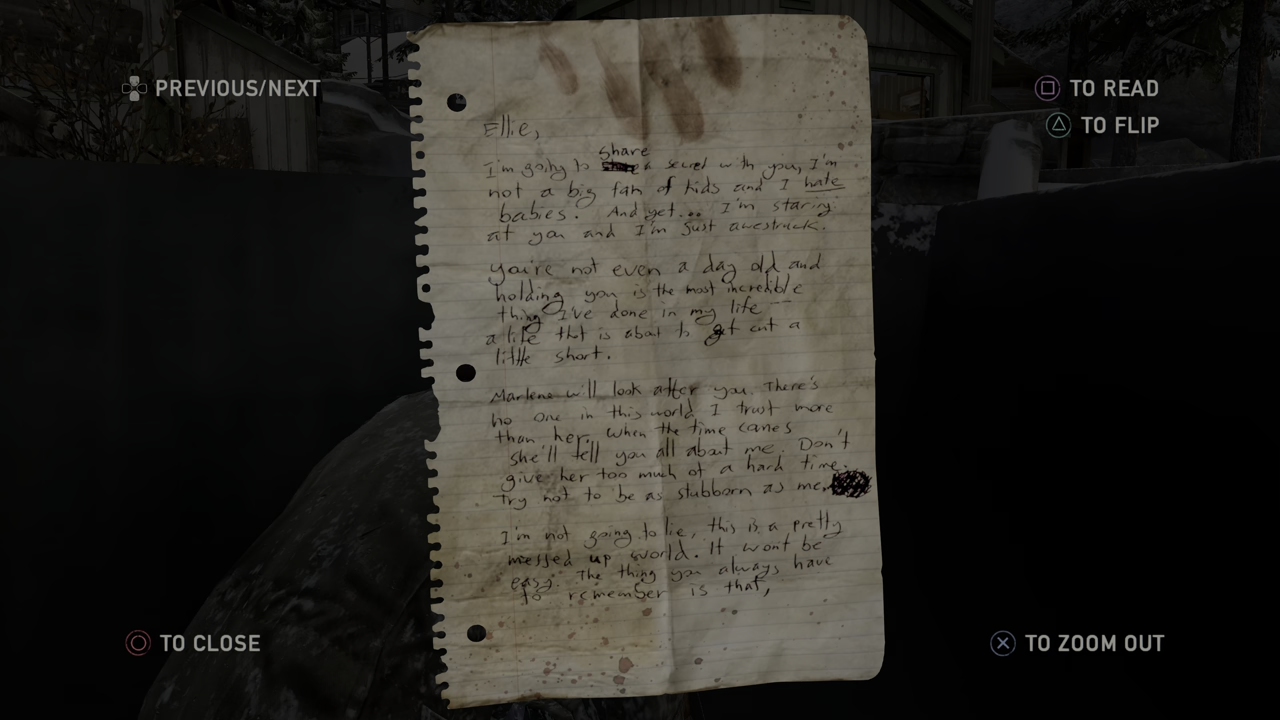 PREVIOUS/NEXT
TO READ
TO FLIP
Ellie,
share
I'm going to a secret with you, I'm
not a big fan of kids and I hate
babies. And yet... I'm staring
at you and I'm just awestruck.
you're not even a day old and
holding you is the most incredible
thing I've done in my life --
a life that is about to get cut a
little short.
Marlene will look after you. There's
no one in this world I trust more
than her. When the time comes
she'll tell you all about me. Don't
give her too much of a hard time.
Try not to be as stubborn as me.
I'm not going to lie, this is a pretty
messed up world. It won't be
easy. The thing you always have
to remember is that,
TO CLOSE
TO ZOOM OUT